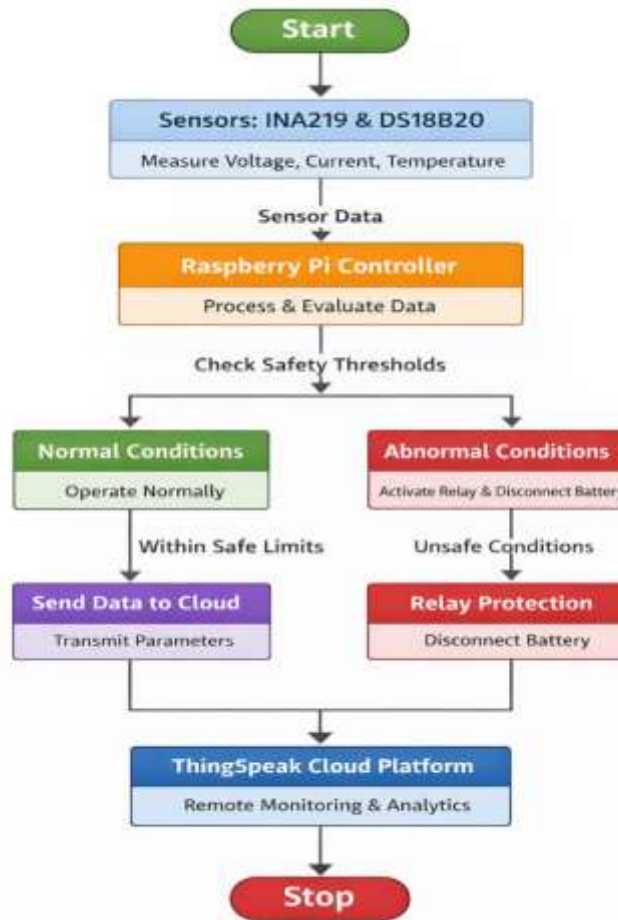 Start
Sensors: INA219 & DS18B20
Measure Voltage, Current, Temperature
Sensor Data
Raspberry Pi Controller
Process & Evaluate Data
Check Safety Thresholds
Normal Conditions
Operate Normally
Abnormal Conditions
Activate Relay & Disconnect Battery
Within Safe Limits
Unsafe Conditions
Send Data to Cloud
Transmit Parameters
Relay Protection
Disconnect Battery
ThingSpeak Cloud Platform
Remote Monitoring & Analytics
Stop